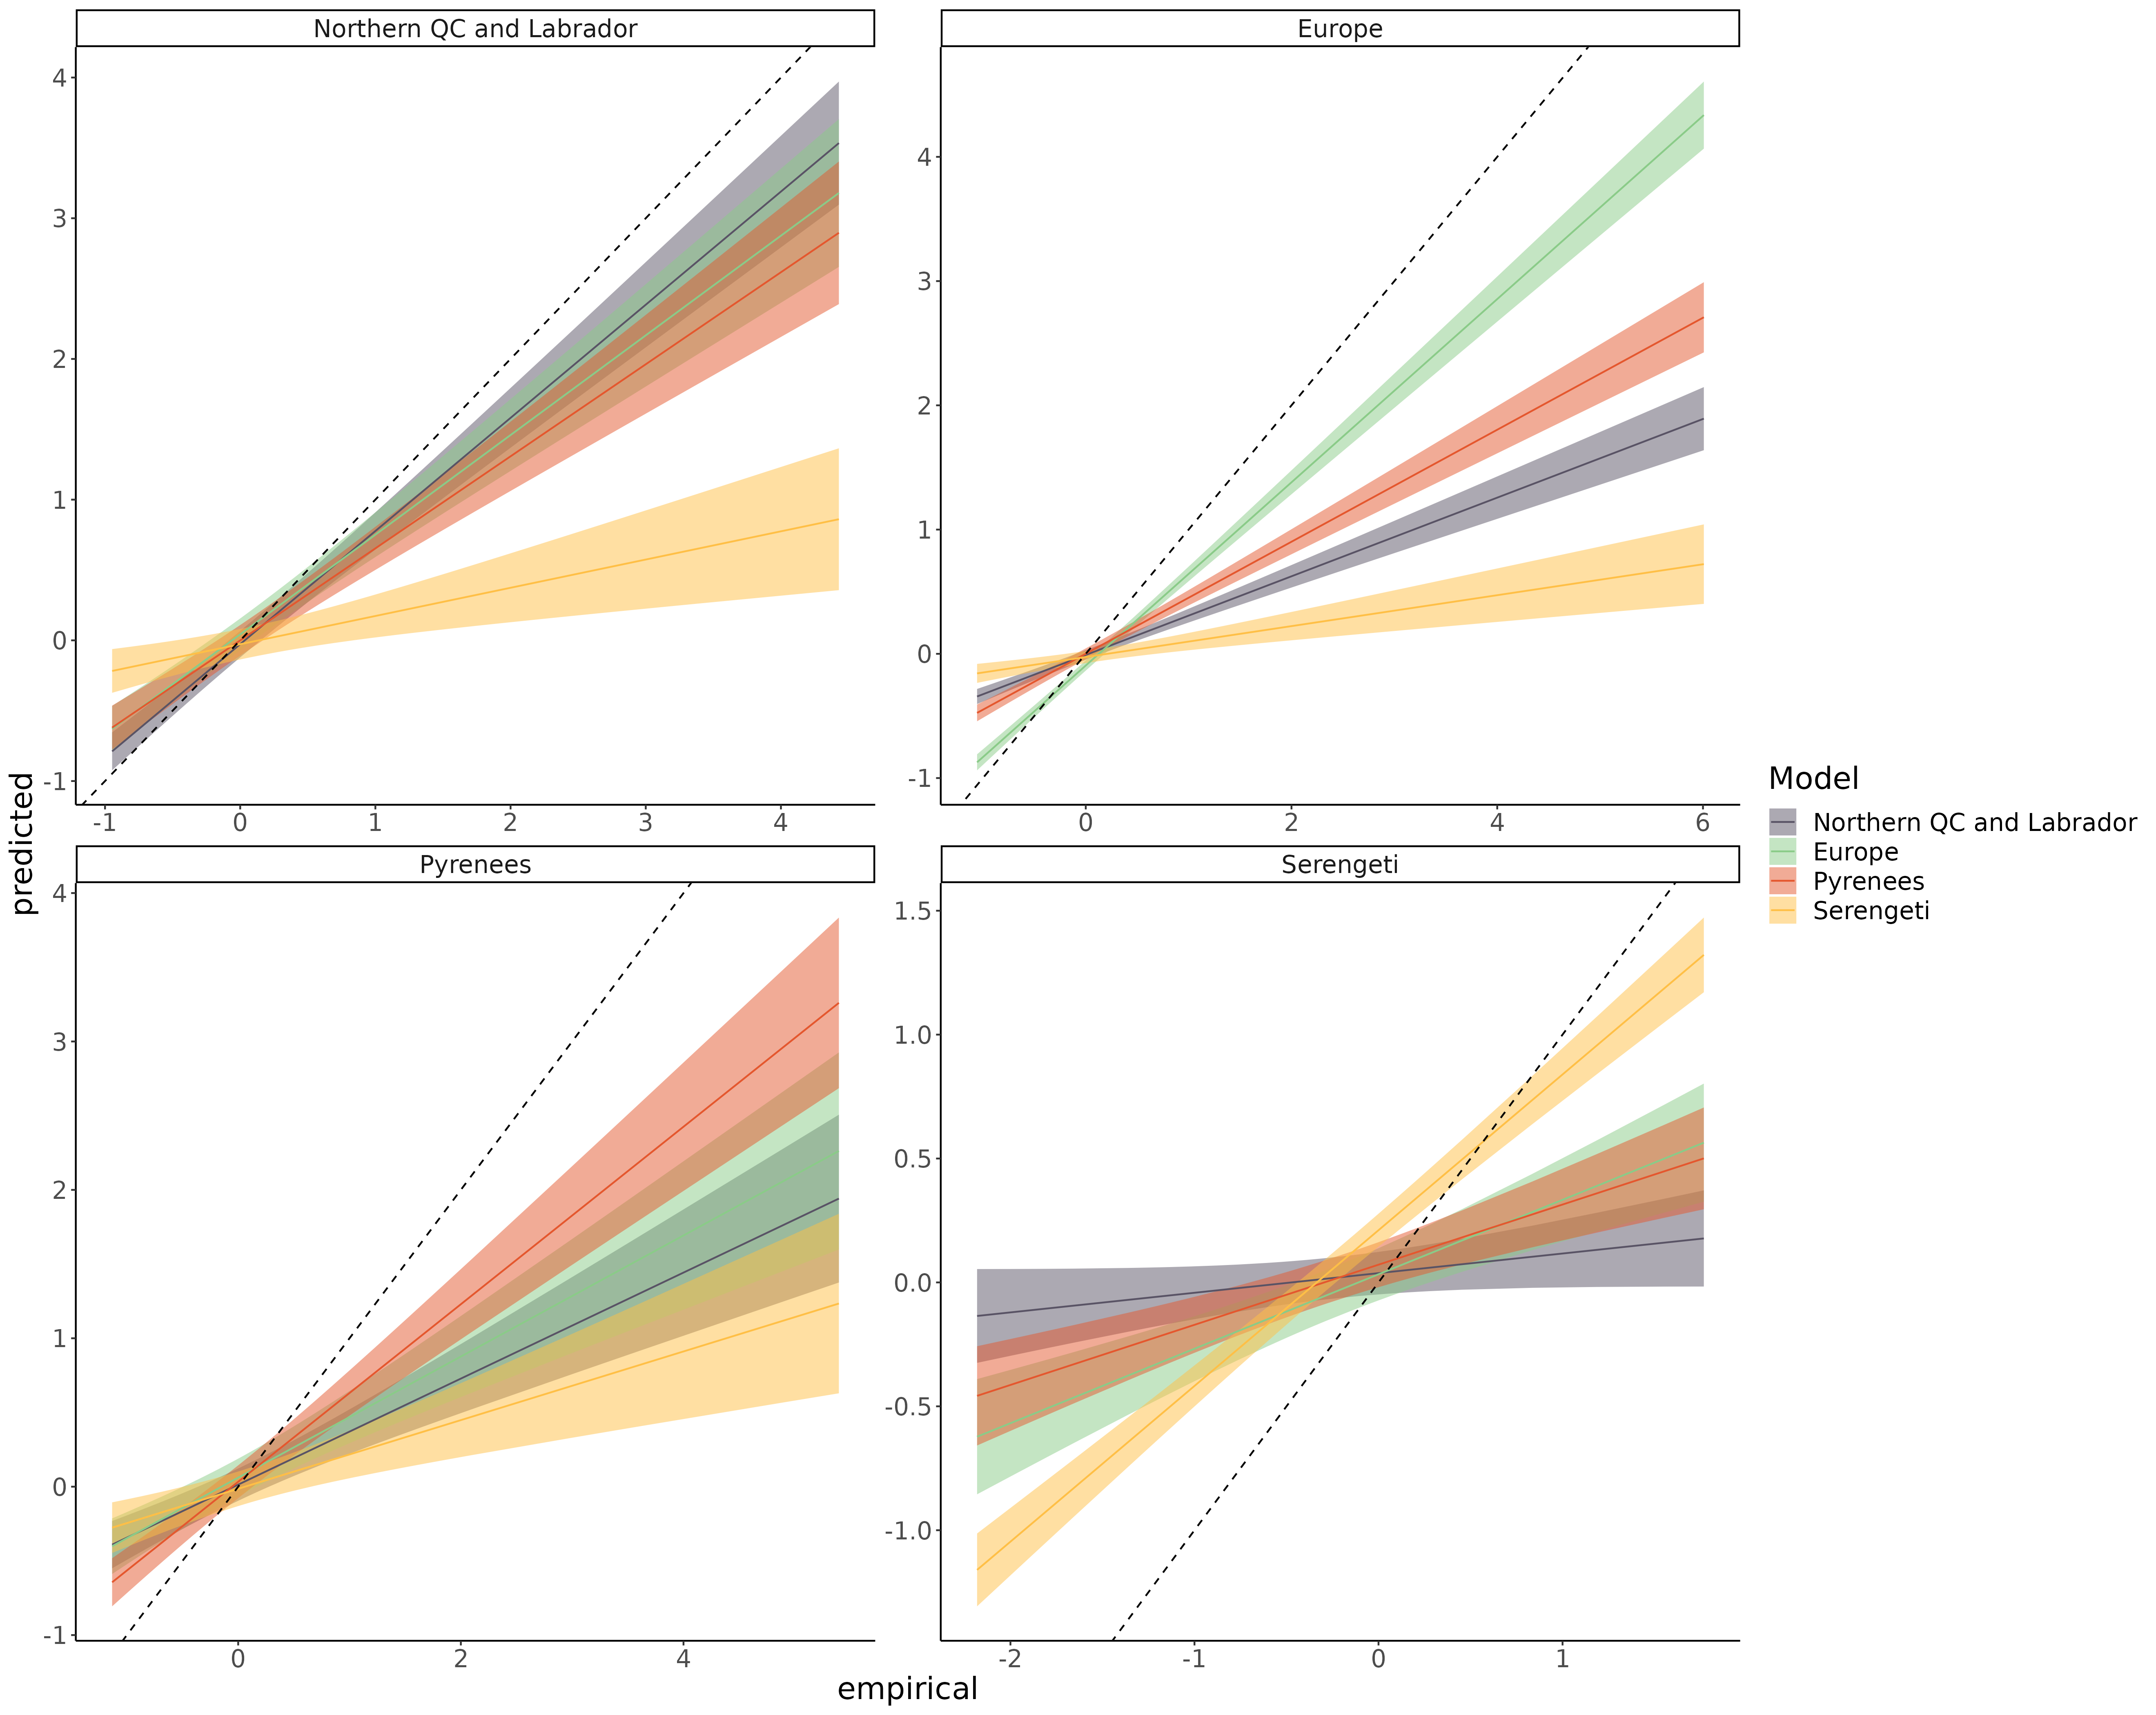 Northern QC and Labrador
Europe
4
3
2
1
0
-1
-1 0 1 2 3 4
4
3
2
1
0
-1
0 2 4 6
Pyrenees
Serengeti
4
3
2
1
0
-1
0 2 4
1.5
1.0
0.5
0.0
-0.5
-1.0
-2 -1 0 1
predicted
empirical
Model
Northern QC and Labrador
Europe
Pyrenees
Serengeti